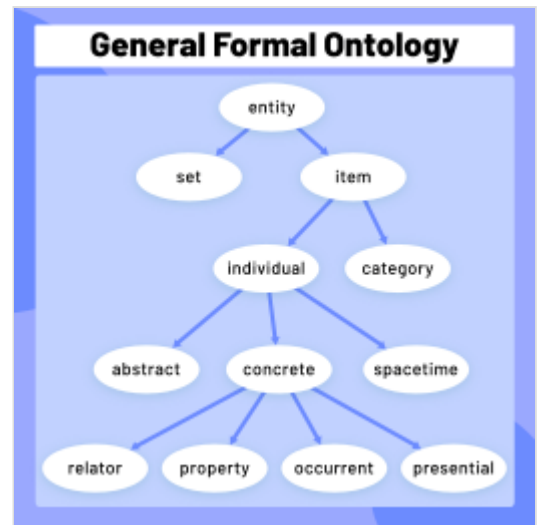 General Formal Ontology
entity
set item
individual category
abstract concrete spacetime
relator property occurrent presential